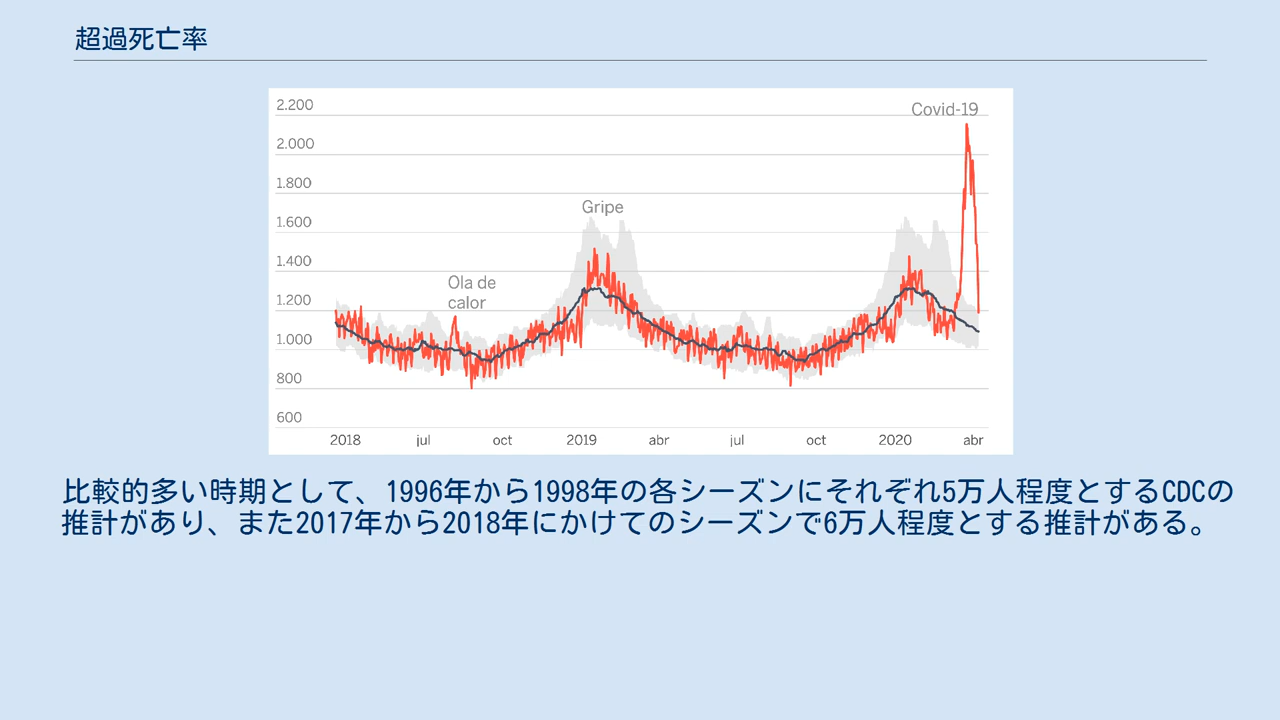 超過死亡率
2.200
Covid-19
2.000
1.800
1.600
Gripe
1.400
Ola de
calor
1.200
1.000
800
600
2018 jul oct 2019 abr jul oct 2020 abr
比較的多い時期として、1996年から1998年の各シーズンにそれぞれ5万人程度とするCDCの
推計があり、また2017年から2018年にかけてのシーズンで6万人程度とする推計がある。